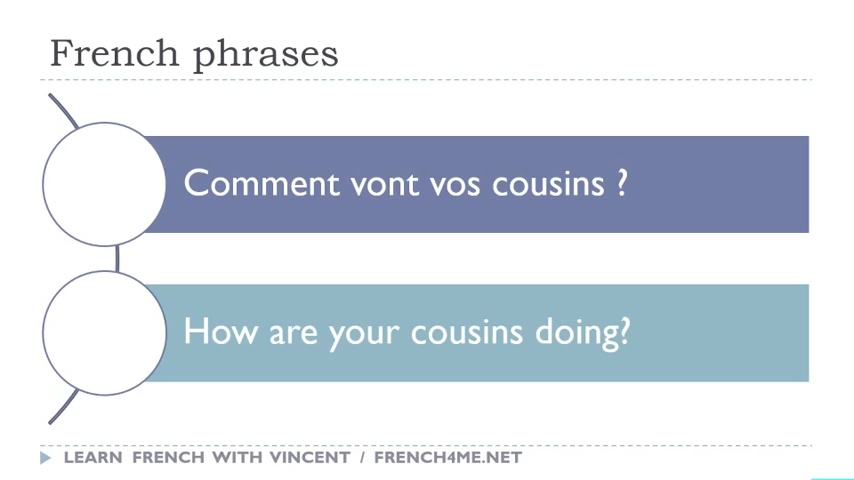 French phrases
Comment vont vos cousins ?
How are your cousins doing?
LEARN FRENCH WITH VINCENT / FRENCH4ME.NET